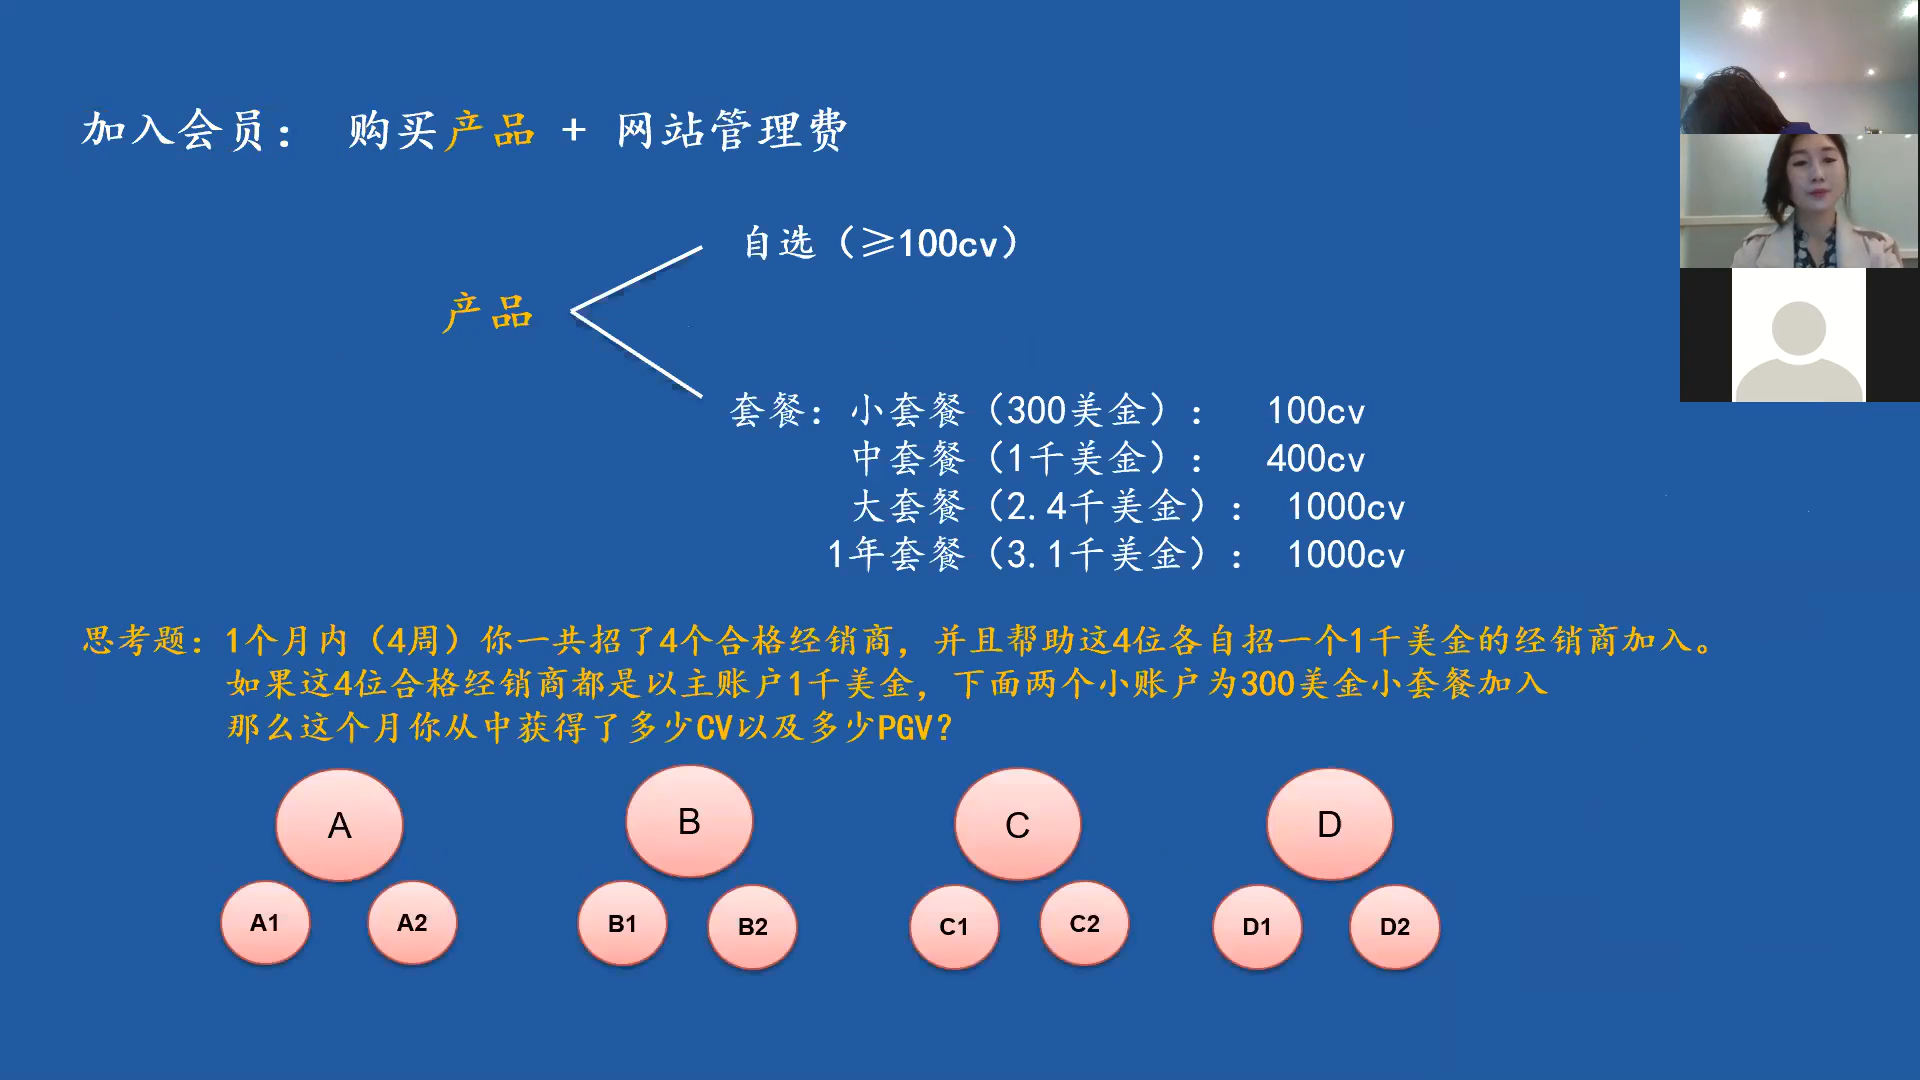 加入会员： 购买产品 + 网站管理费
自选（≥100cv）
产品
套餐：小套餐（300美金）： 100cv
中套餐（1千美金）： 400cv
大套餐（2.4千美金）： 1000cv
1年套餐（3.1千美金）： 1000cv
思考题：1个月内（4周）你一共招了4个合格经销商，并且帮助这4位各自招一个1千美金的经销商加入。
如果这4位合格经销商都是以主账户1千美金，下面两个小账户为300美金小套餐加入
那么这个月你从中获得了多少CV以及多少PGV？
A
B
C
D
A1
A2
B1
B2
C1
C2
D1
D2